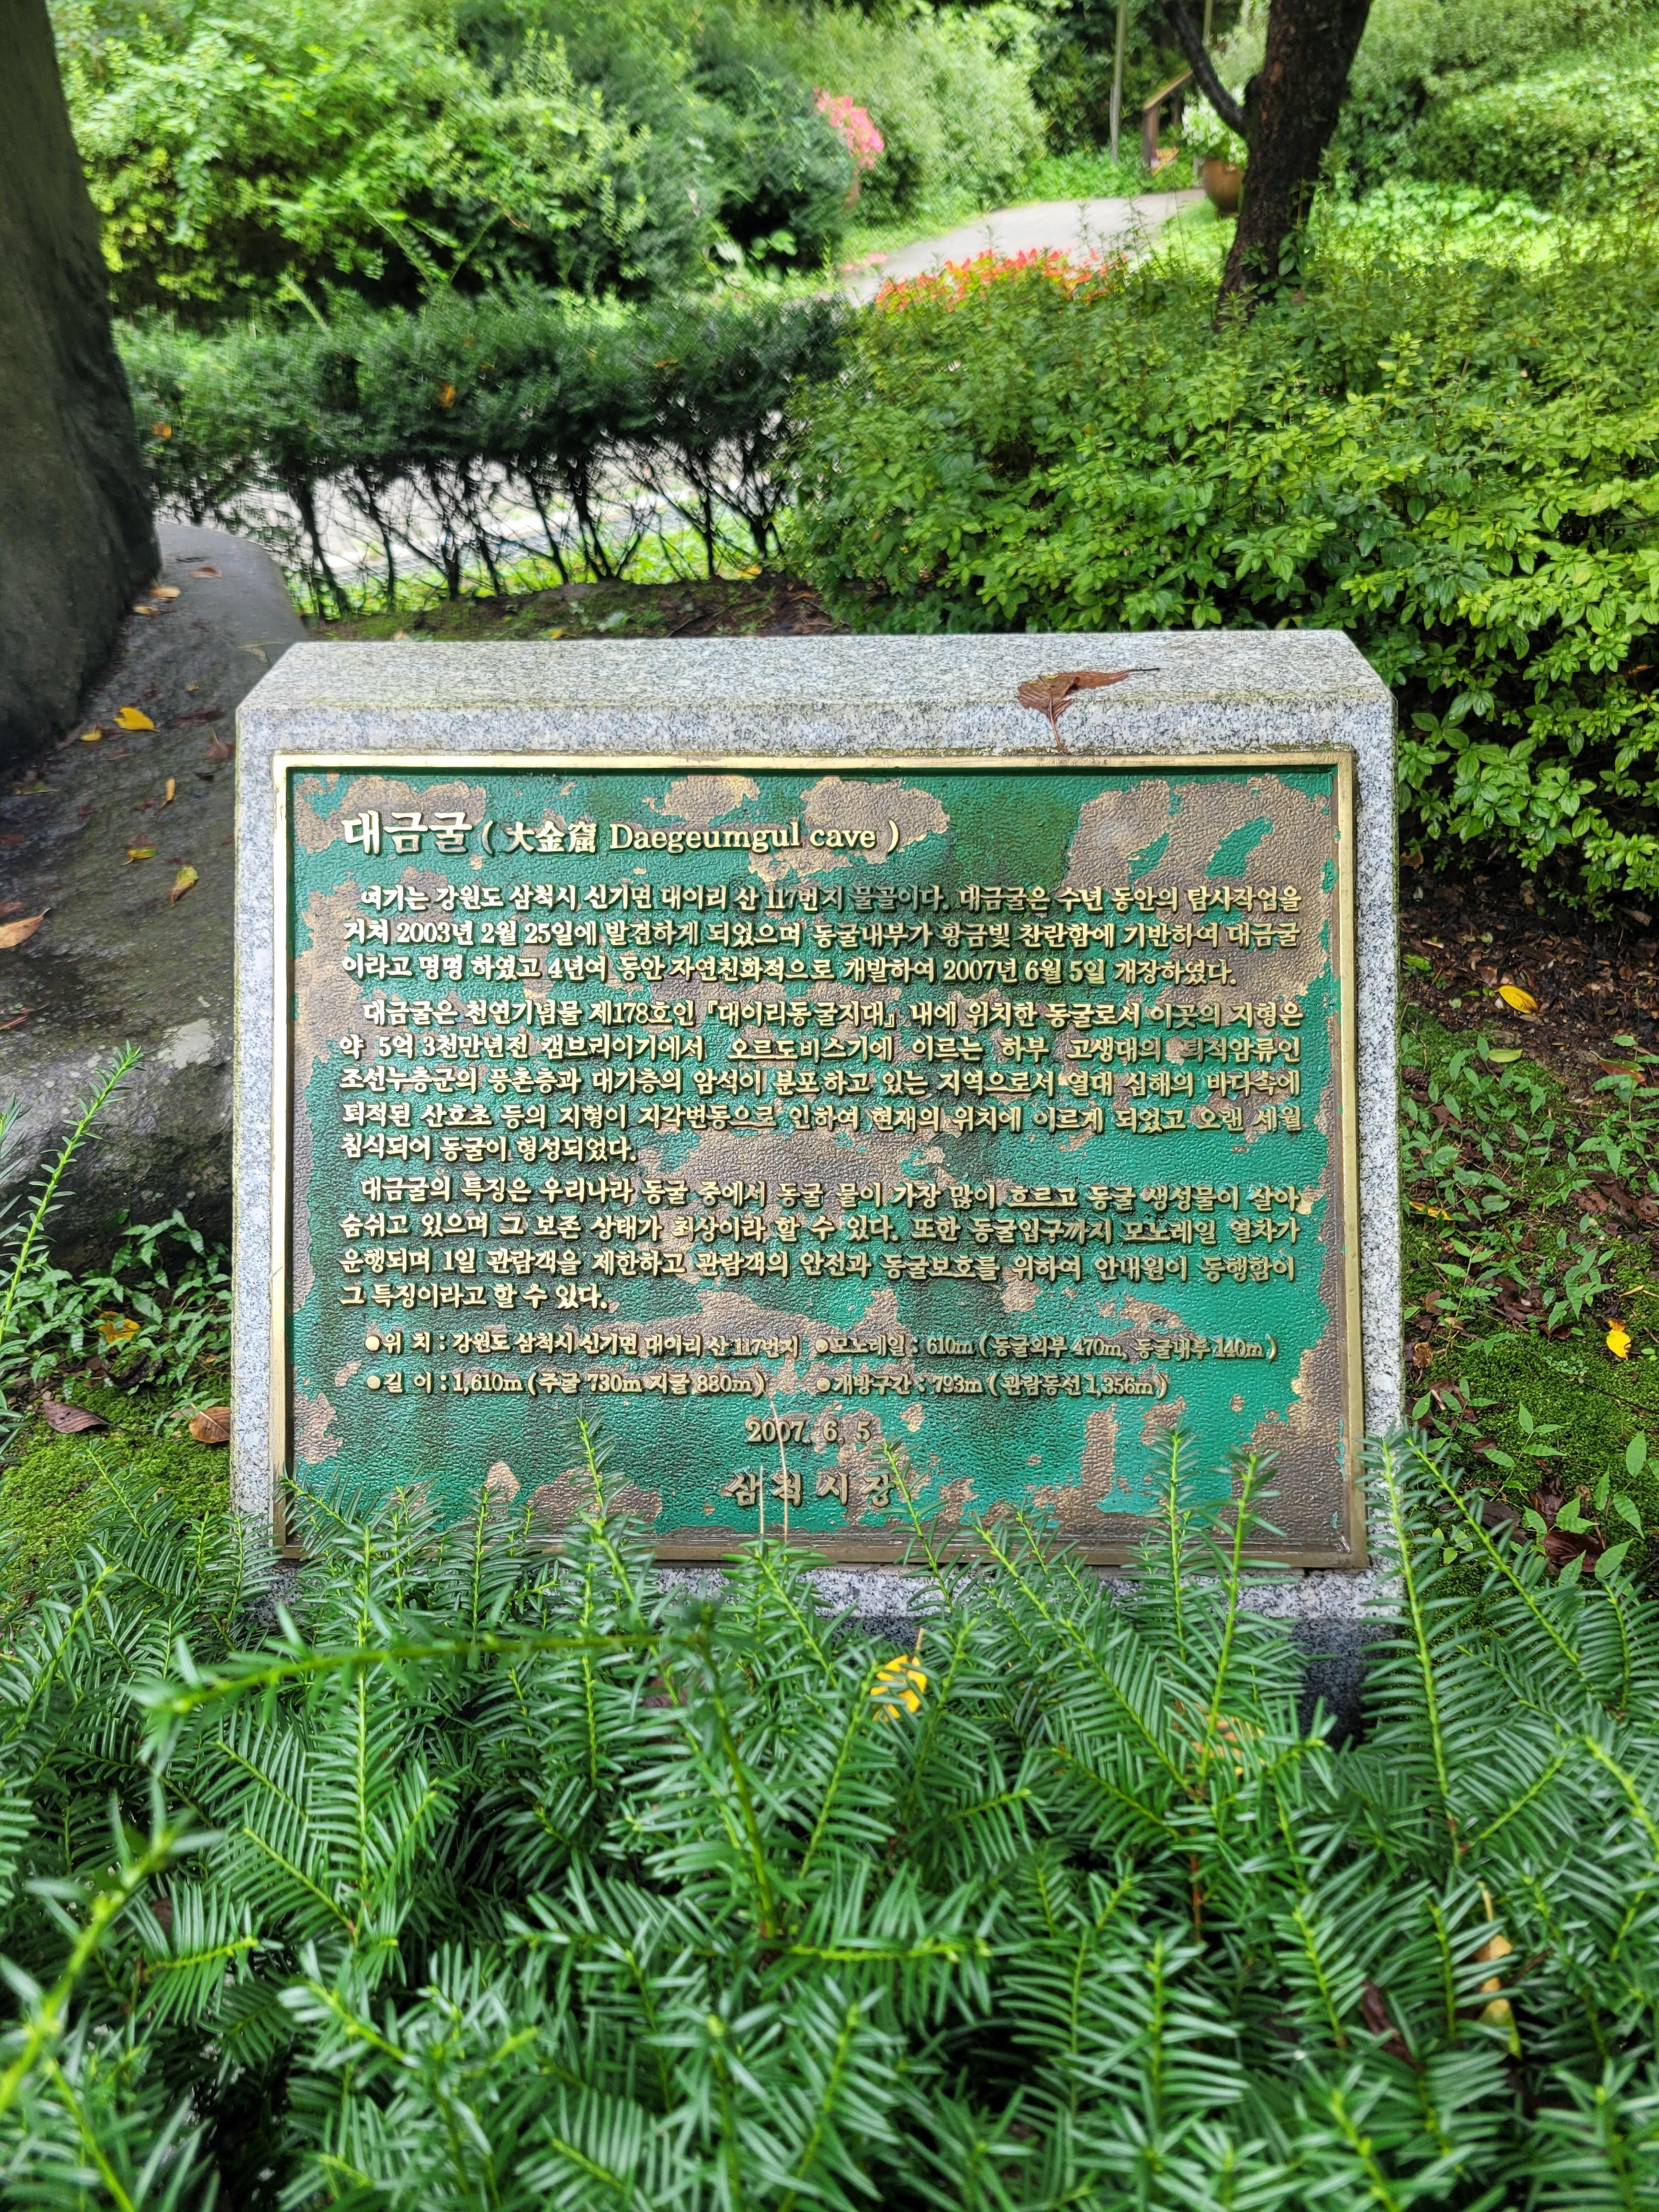 대금굴 ( 大金窟 Daegeumgul cave )
여기는 강원도 삼척시 신기면 대이리 산 117번지 물골이다. 대금굴은 수년 동안의 탐사작업을
거쳐 2003년 2월 25일에 발견하게 되었으며 동굴내부가 황금빛 찬란함에 기반하여 대금굴
이라고 명명 하였고 4년여 동안 자연친화적으로 개발하여 2007년 6월 5일 개장하였다.
대금굴은 천연기념물 제178호인 『대이리동굴지대』 내에 위치한 동굴로서 이곳의 지형은
약 5억 3천만년전 캠브리아기에서 오르도비스기에 이르는 하부 고생대의 퇴적암류인
조선누층군의 풍촌층과 대기층의 암석이 분포하고 있는 지역으로서 열대 심해의 바다속에
퇴적된 산호초 등의 지형이 지각변동으로 인하여 현재의 위치에 이르게 되었고 오랜 세월
침식되어 동굴이 형성되었다.
대금굴의 특징은 우리나라 동굴 중에서 동굴 물이 가장 많이 흐르고 동굴 생성물이 살아
숨쉬고 있으며 그 보존 상태가 최상이라 할 수 있다. 또한 동굴입구까지 모노레일 열차가
운행되며 1일 관람객을 제한하고 관람객의 안전과 동굴보호를 위하여 안내원이 동행함이
그 특징이라고 할 수 있다.
●위 치 : 강원도 삼척시 신기면 대이리 산 117번지 ●모노레일 : 610m ( 동굴외부 470m, 동굴내부 140m )
●길 이 : 1,610m ( 주굴 730m 지굴 880m ) ●개방구간 : 793m ( 관람동선 1,356m )
2007. 6. 5
삼 척 시 장